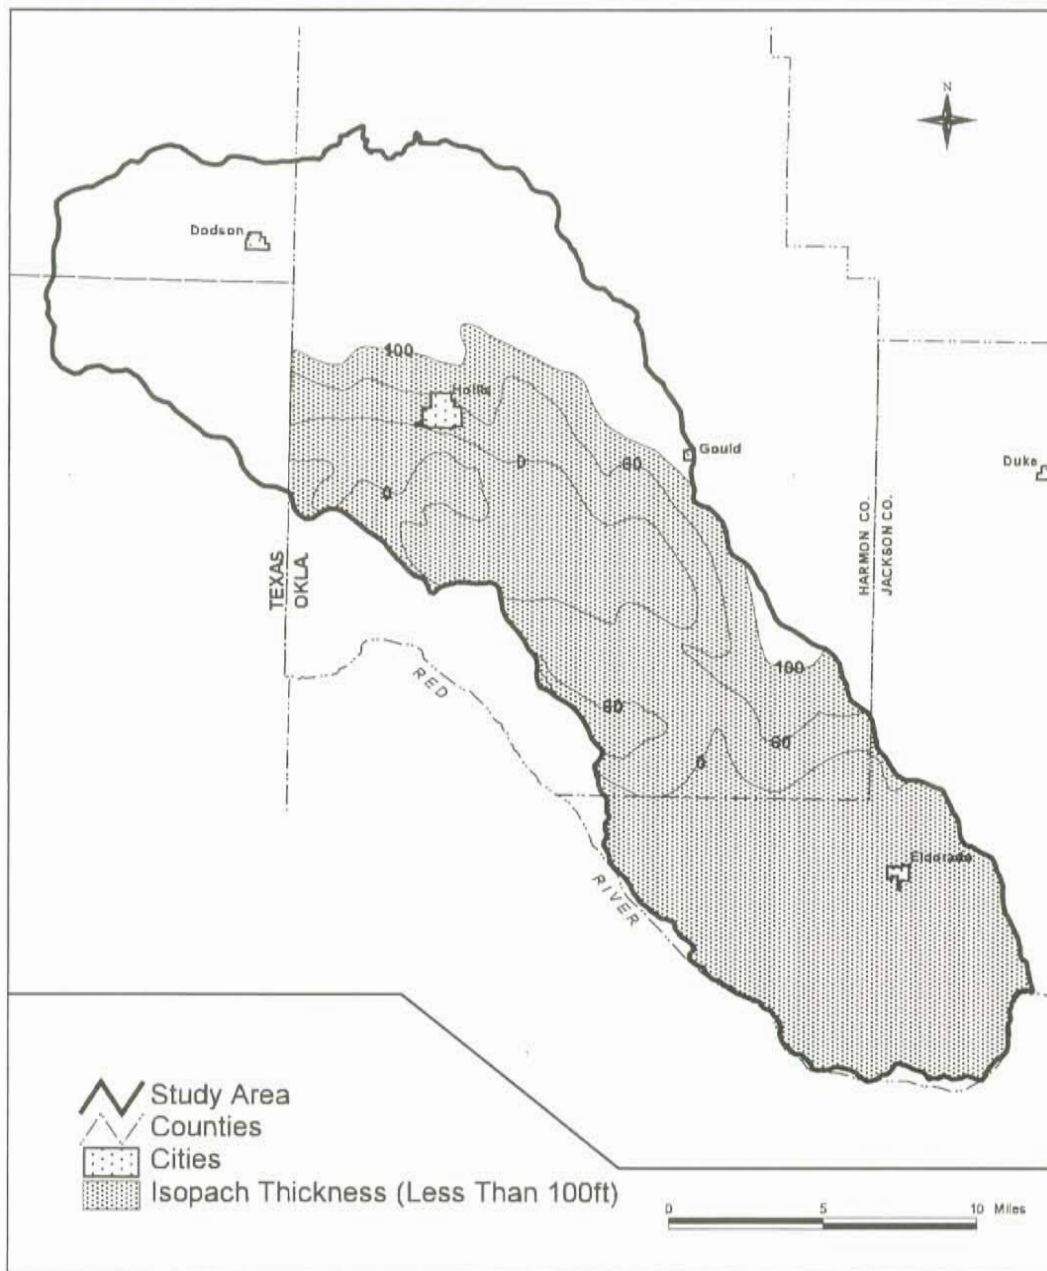 N
Dodson
100
Hollis
0
60
Gould
Duke
0
HARMON CO.
JACKSON CO.
TEXAS
OKLA.
100
RED
60
60
0
Eldorado
RIVER
Study Area
Counties
Cities
Isopach Thickness (Less Than 100ft)
0 5 10 Miles